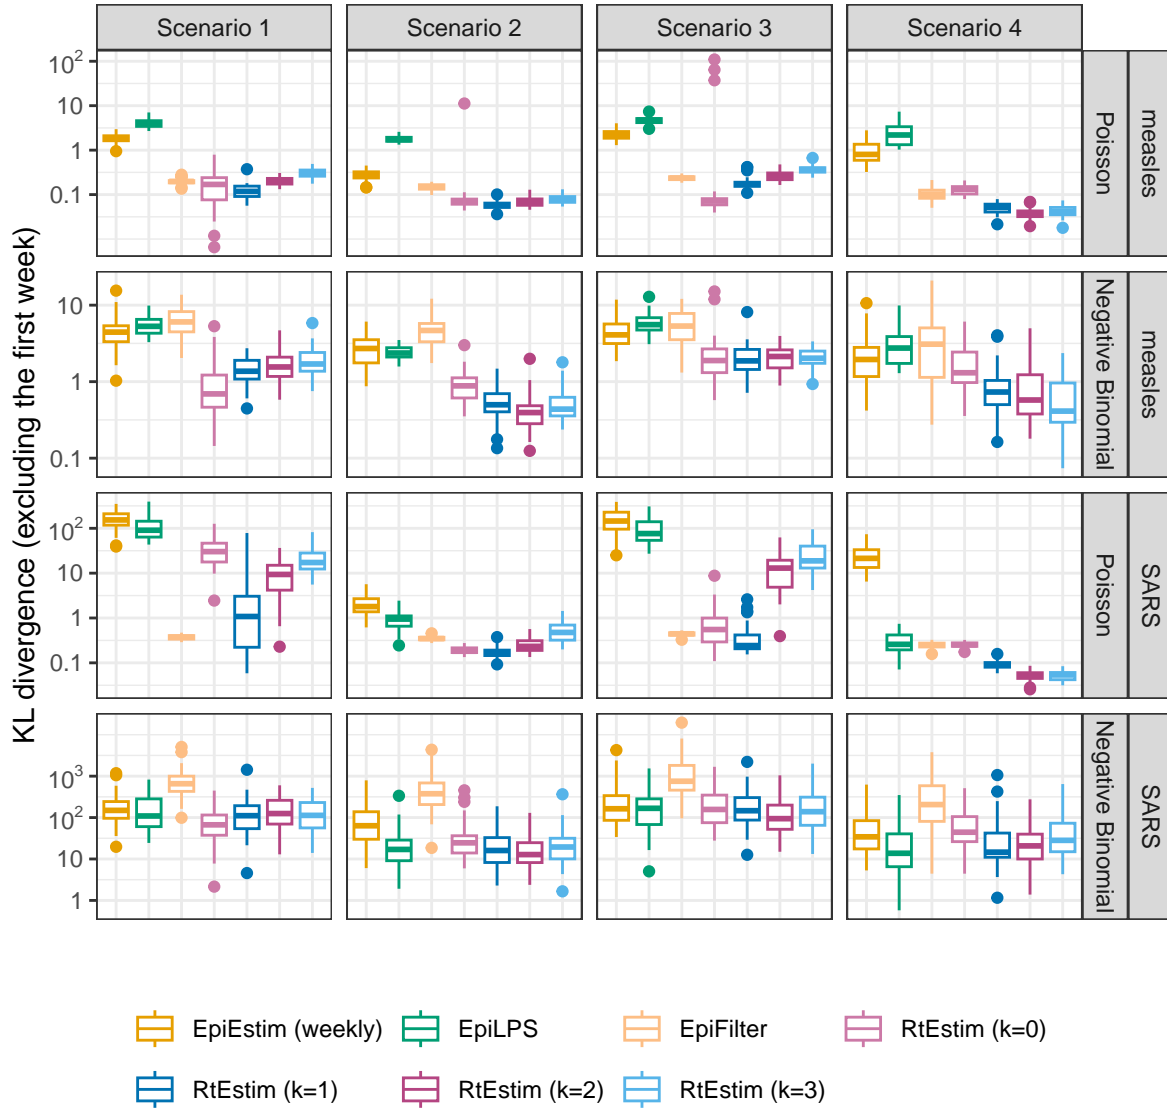 Scenario 1 Scenario 2 Scenario 3 Scenario 4
KL divergence (excluding the first week)
10²
10
1
0.1
measles
Poisson
10
1
0.1
measles
Negative Binomial
10²
10
1
0.1
SARS
Poisson
10³
10²
10
1
SARS
Negative Binomial
EpiEstim (weekly) EpiLPS EpiFilter RtEstim (k=0)
RtEstim (k=1) RtEstim (k=2) RtEstim (k=3)